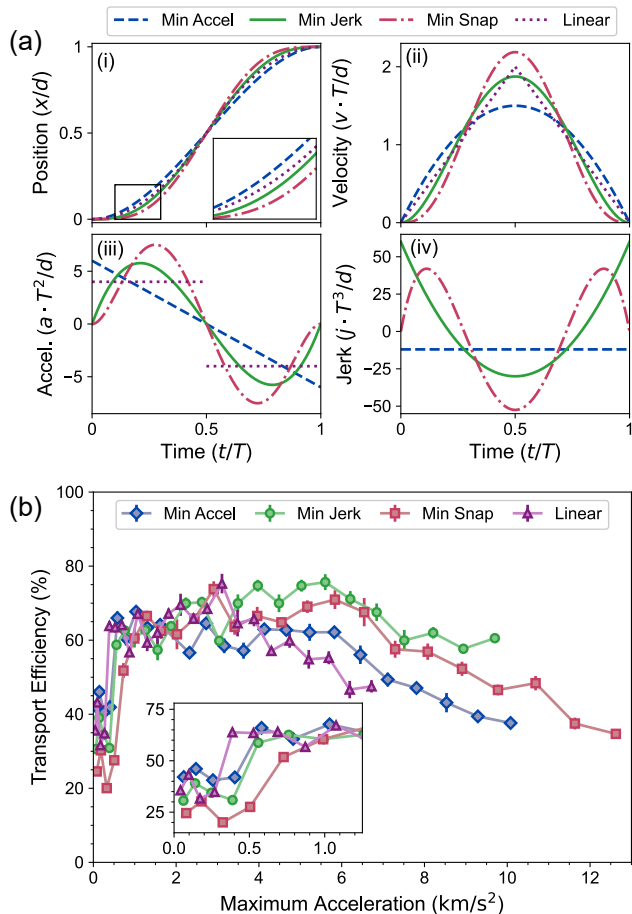 (a)
Min Accel Min Jerk Min Snap Linear
(i)
(ii)
Position (x/d)
1
0.5
0
Velocity (v · T/d)
2
1
0
(iii)
(iv)
Accel. (a · T²/d)
5
0
−5
Jerk (j · T³/d)
50
25
0
−25
−50
0 0.5 1
Time (t/T)
0 0.5 1
Time (t/T)
(b)
Min Accel Min Jerk Min Snap Linear
Transport Efficiency (%)
100
80
60
40
20
0
75
50
25
0.0 0.5 1.0
0 2 4 6 8 10 12
Maximum Acceleration (km/s²)